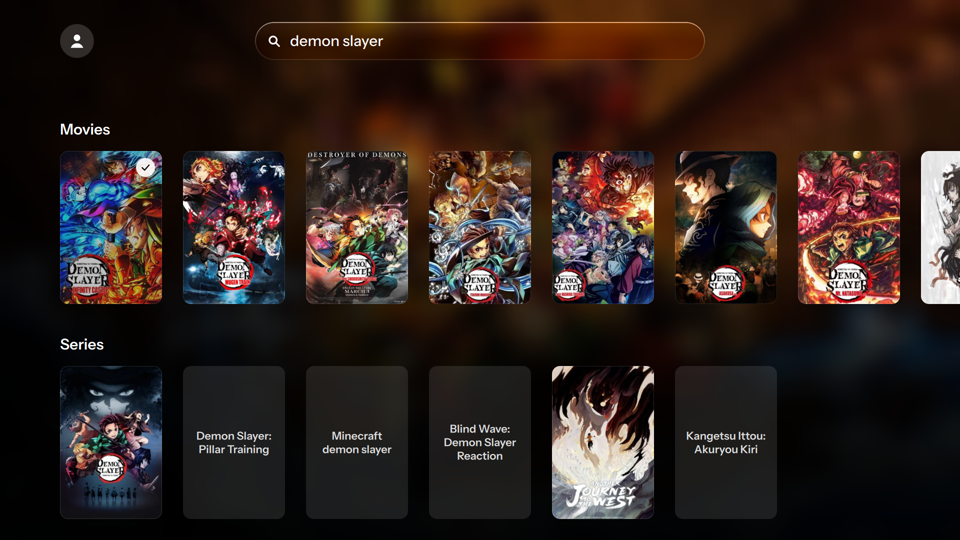 demon slayer
Movies
DEMON
SLAYER
DEMON
SLAYER
DESTROYER OF DEMONS
DEMON
SLAYER
DEMON
SLAYER
DEMON
SLAYER
DEMON
SLAYER
DEMON
SLAYER
Series
DEMON
SLAYER
Demon Slayer:
Pillar Training
Minecraft
demon slayer
Blind Wave:
Demon Slayer
Reaction
JOURNEY
WEST
Kangetsu Ittou:
Akuryou Kiri